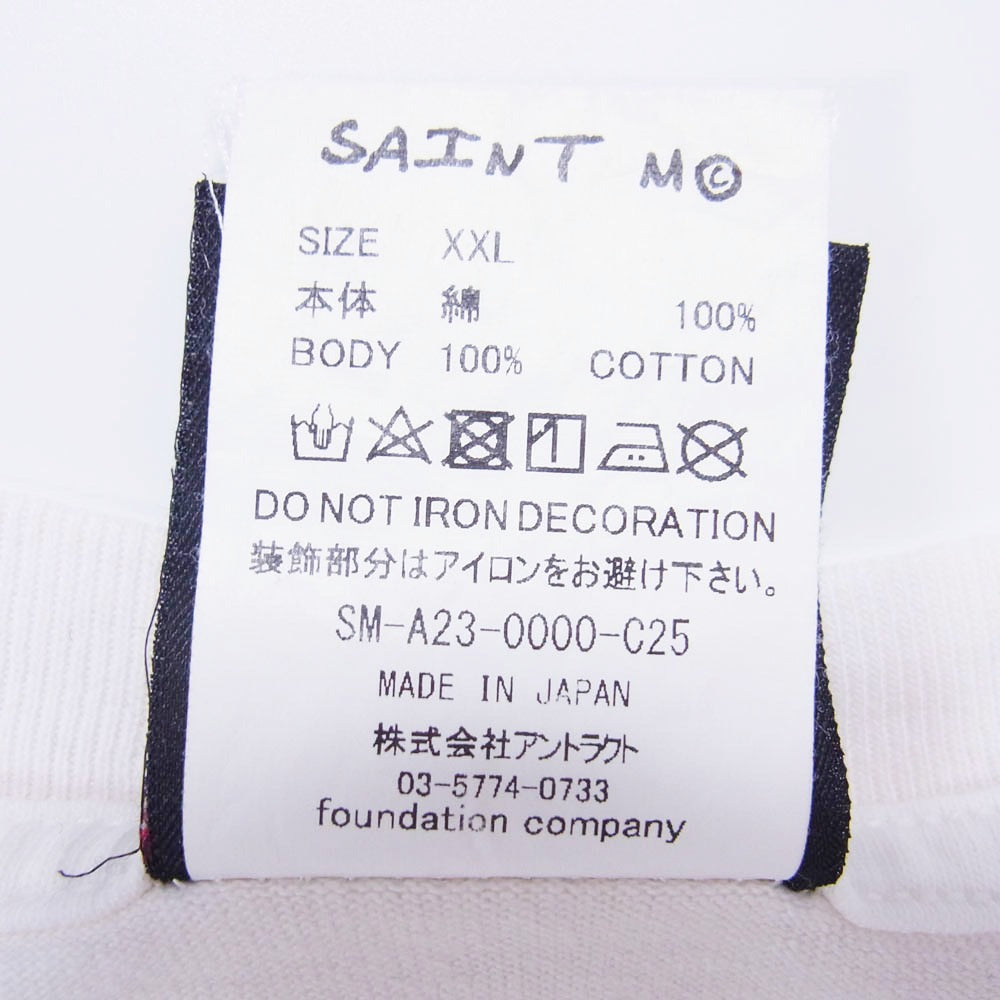 SAINT M©
SIZE XXL
本体 綿 100%
BODY 100% COTTON
DO NOT IRON DECORATION
装飾部分はアイロンをお避け下さい。
SM-A23-0000-C25
MADE IN JAPAN
株式会社アントラクト
03-5774-0733
foundation company